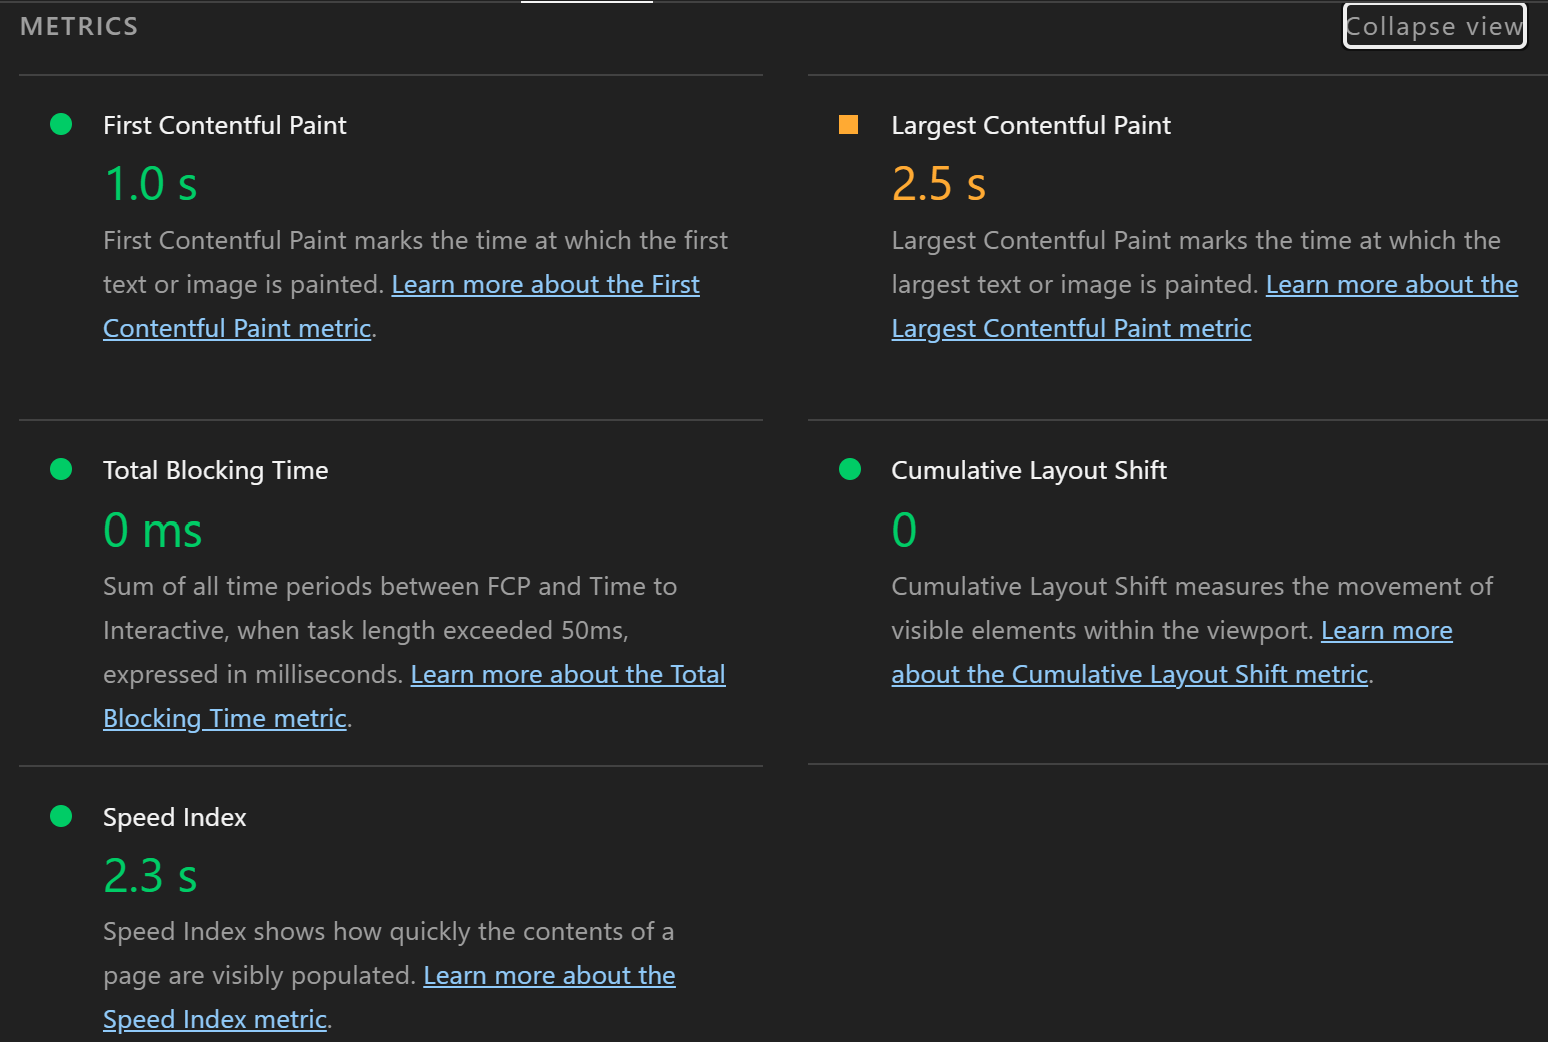 METRICS
Collapse view
First Contentful Paint
1.0 s
First Contentful Paint marks the time at which the first
text or image is painted. Learn more about the First
Contentful Paint metric.
Largest Contentful Paint
2.5 s
Largest Contentful Paint marks the time at which the
largest text or image is painted. Learn more about the
Largest Contentful Paint metric
Total Blocking Time
0 ms
Sum of all time periods between FCP and Time to
Interactive, when task length exceeded 50ms,
expressed in milliseconds. Learn more about the Total
Blocking Time metric.
Cumulative Layout Shift
0
Cumulative Layout Shift measures the movement of
visible elements within the viewport. Learn more
about the Cumulative Layout Shift metric.
Speed Index
2.3 s
Speed Index shows how quickly the contents of a
page are visibly populated. Learn more about the
Speed Index metric.